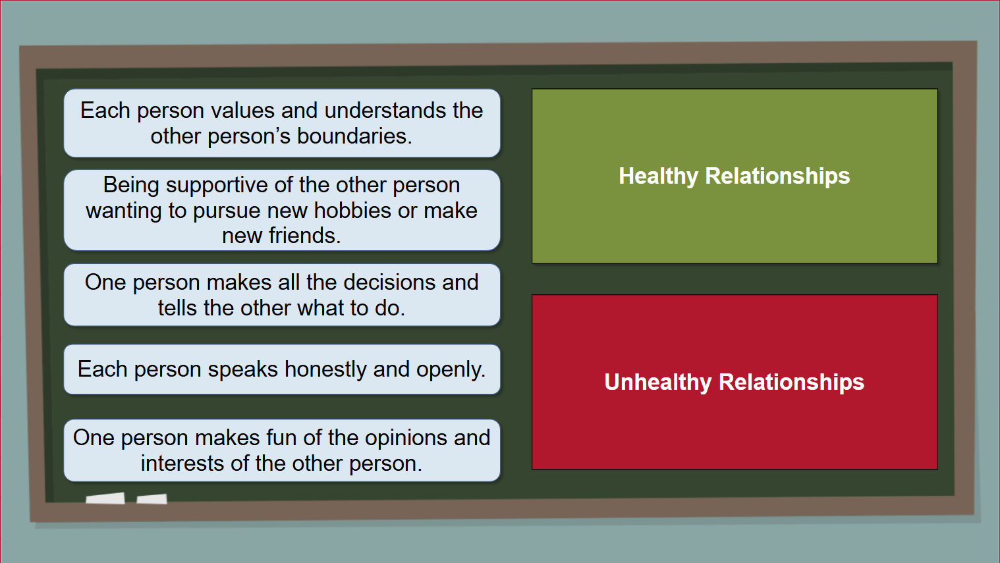 Each person values and understands the
other person’s boundaries.
Being supportive of the other person
wanting to pursue new hobbies or make
new friends.
One person makes all the decisions and
tells the other what to do.
Each person speaks honestly and openly.
One person makes fun of the opinions and
interests of the other person.
Healthy Relationships
Unhealthy Relationships